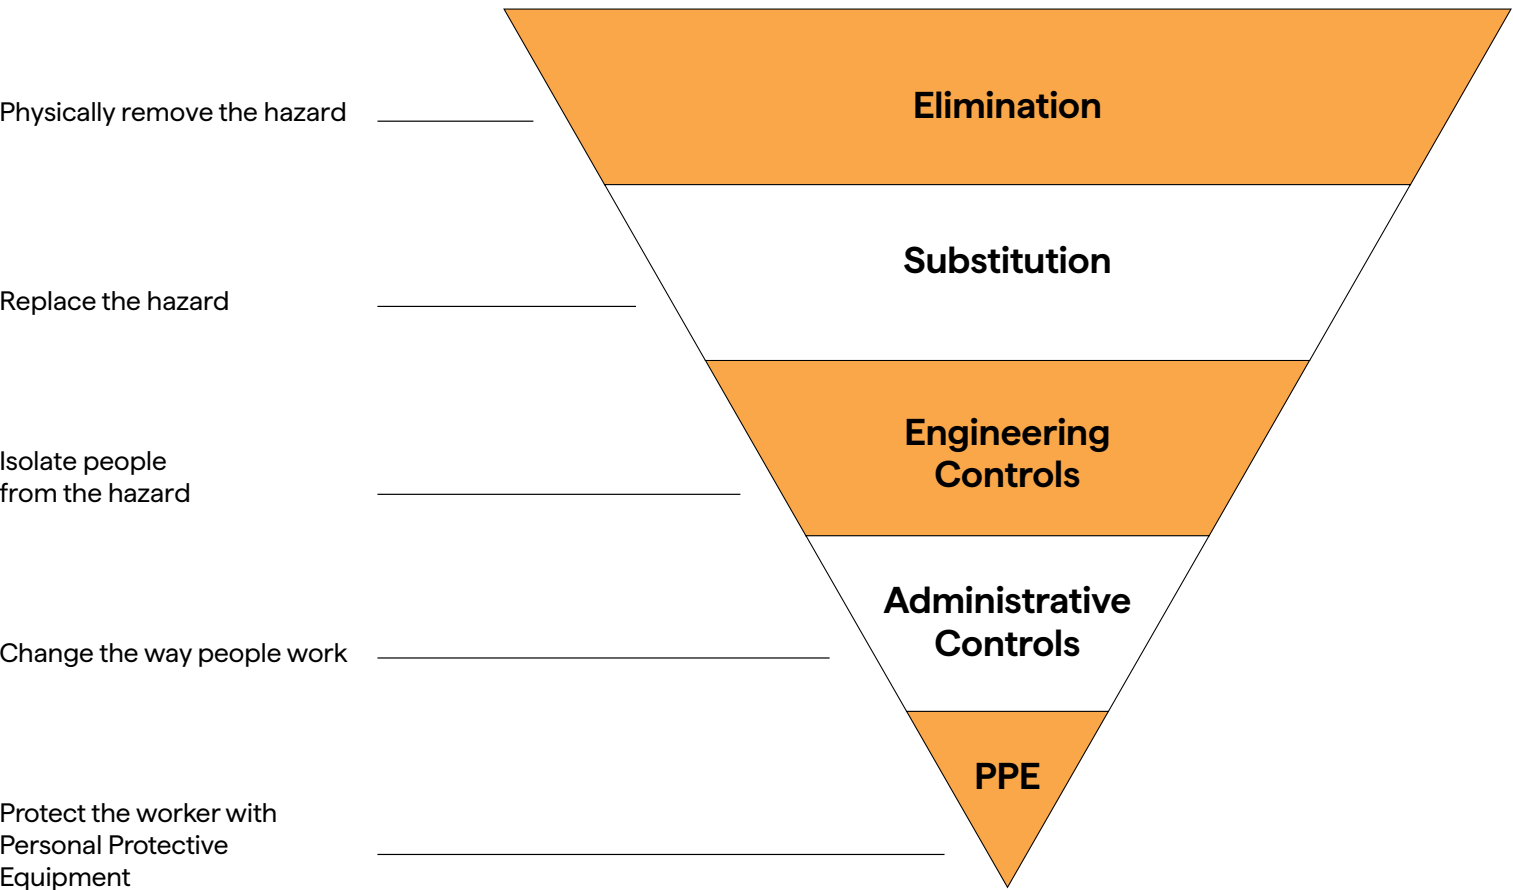 Physically remove the hazard
Elimination
Replace the hazard
Substitution
Isolate people
from the hazard
Engineering
Controls
Change the way people work
Administrative
Controls
Protect the worker with
Personal Protective
Equipment
PPE